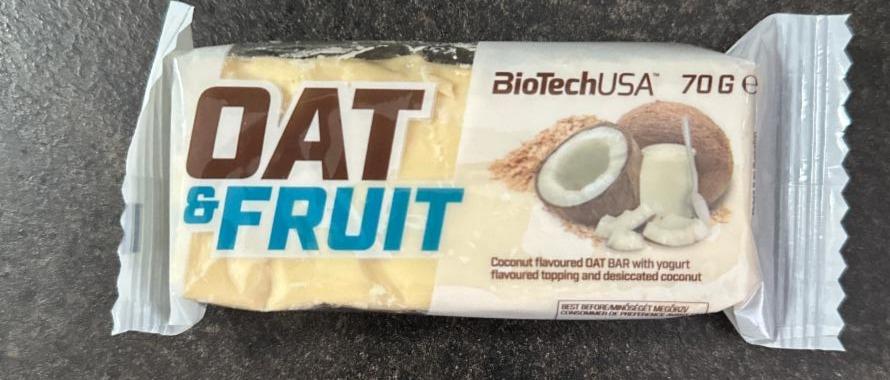 OAT
&FRUIT
BioTechUSA™ 70 G e
Coconut flavoured OAT BAR with yogurt
flavoured topping and desiccated coconut
BEST BEFORE/MINŐSÉGÉT MEGŐRZI/
CONSOMMER DE PRÉFÉRENCE AVANT